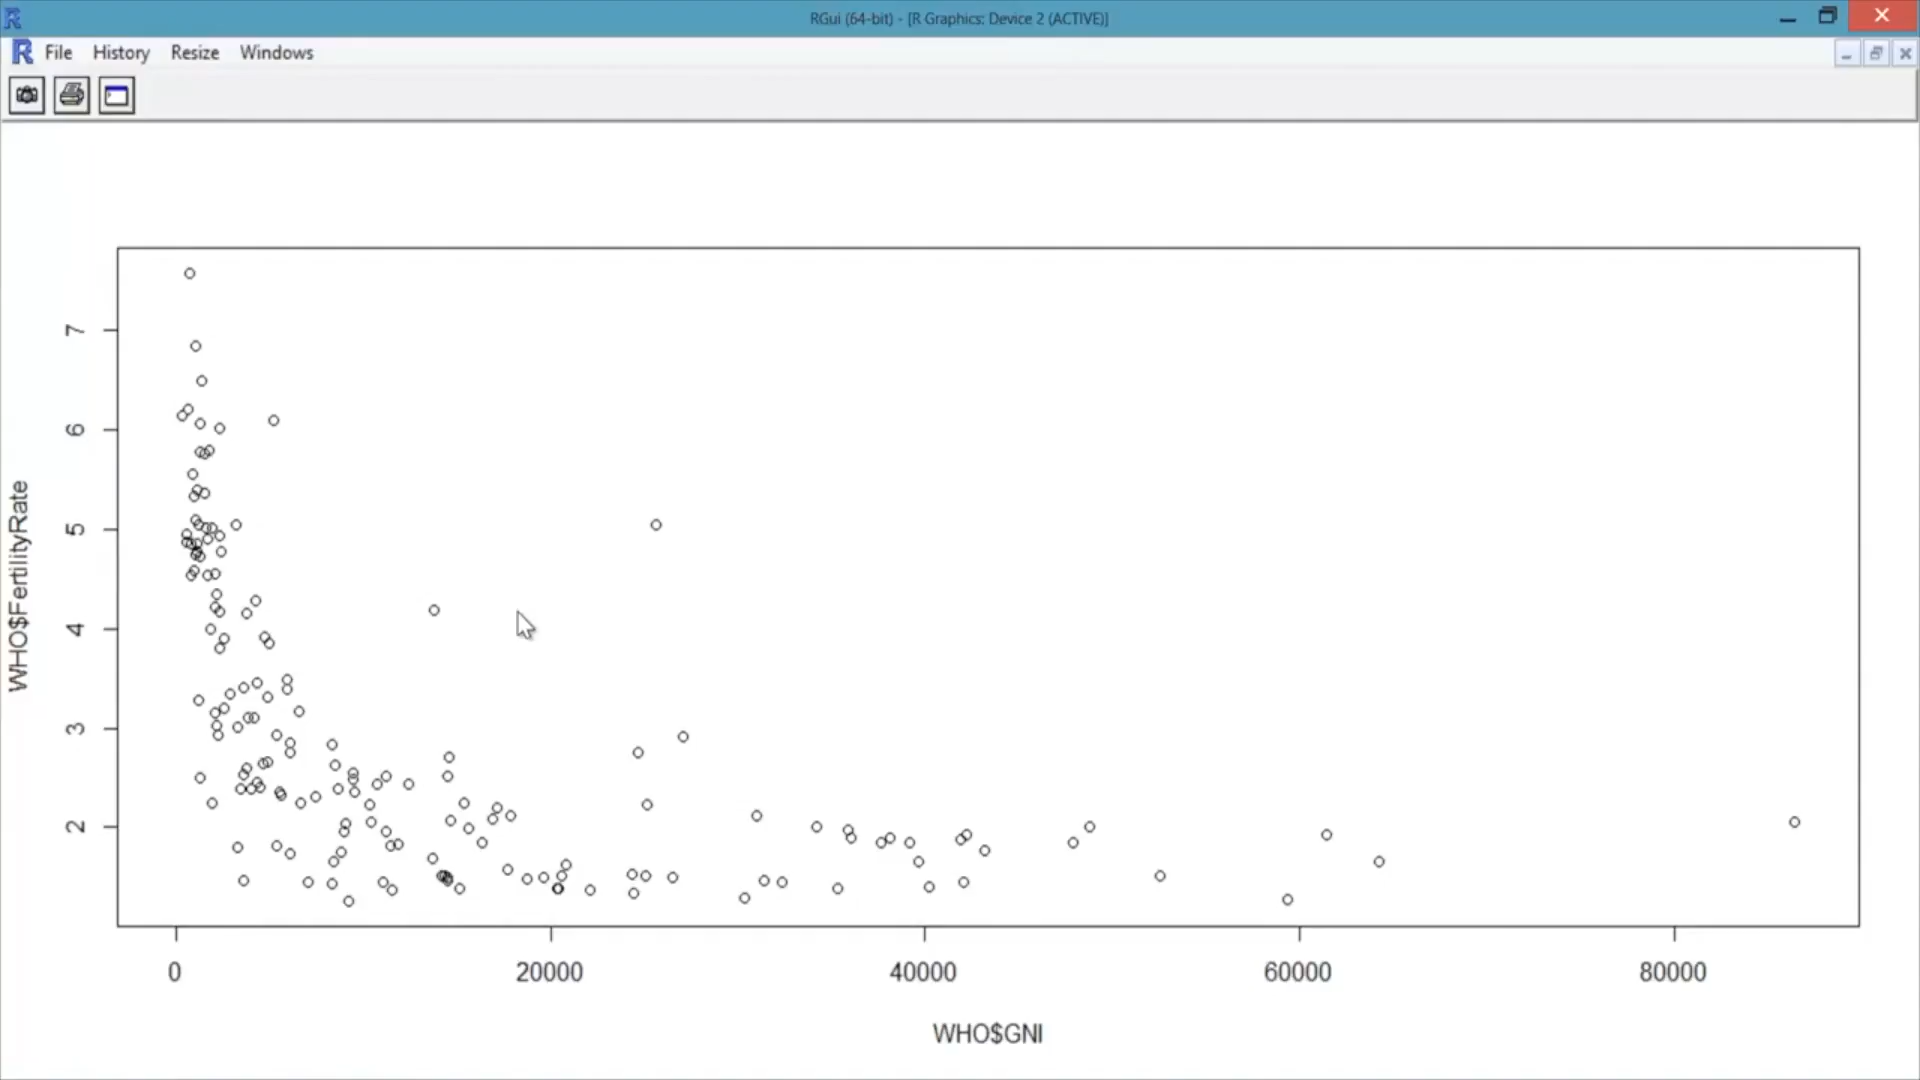 RGui (64-bit) - [R Graphics: Device 2 (ACTIVE)]
File History Resize Windows
WHO$FertilityRate
7
6
5
4
3
2
0 20000 40000 60000 80000
WHO$GNI